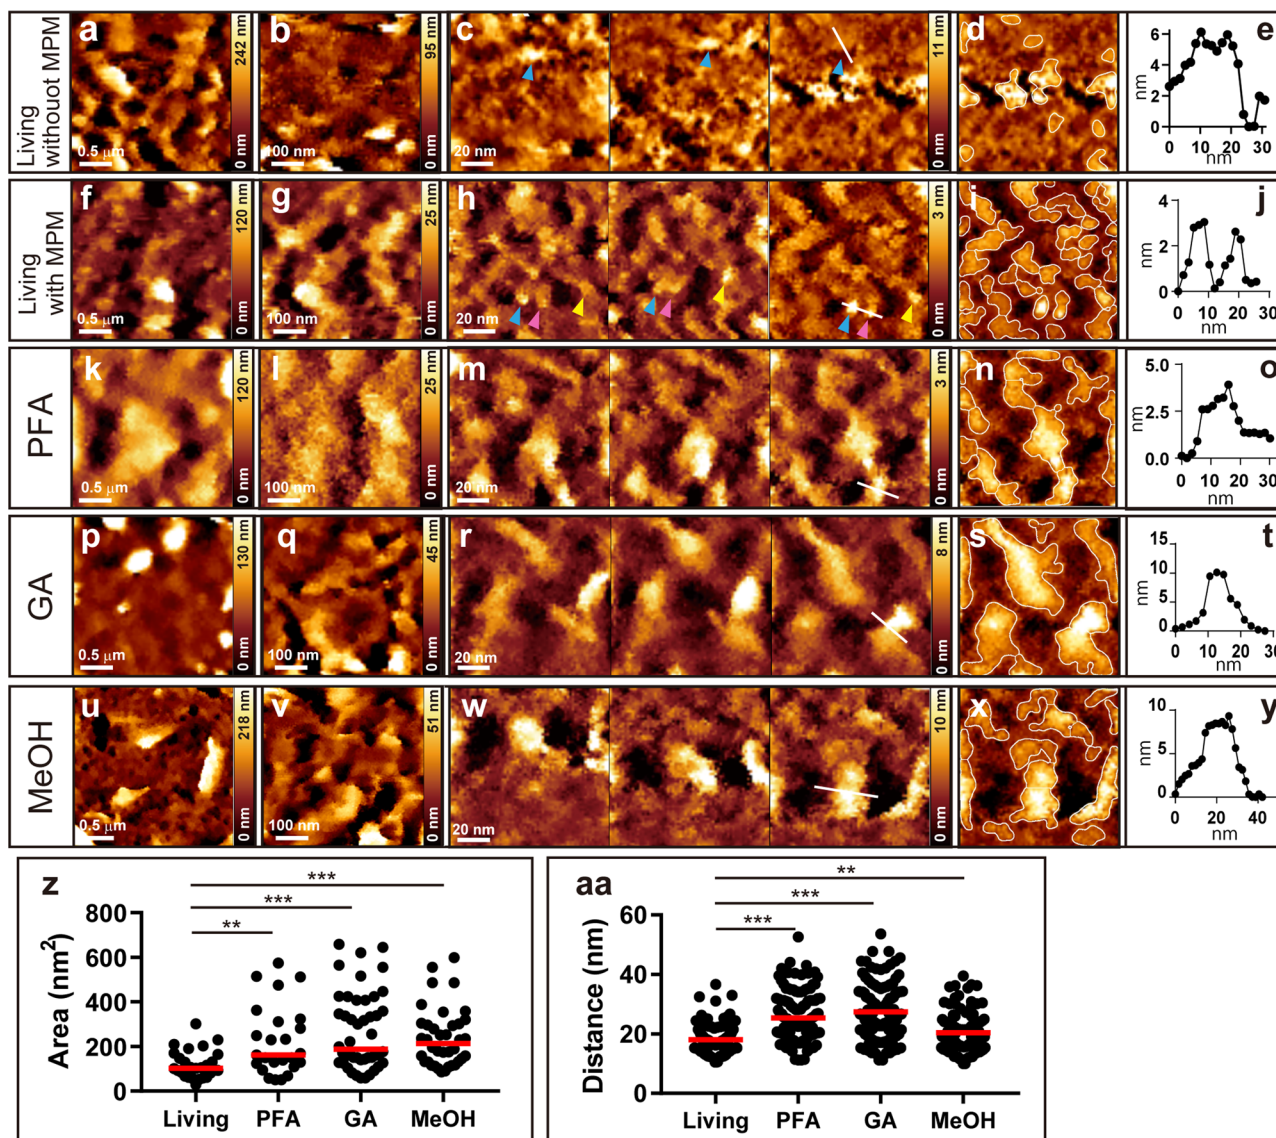 Living
withouot MPM
a
242 nm
0 nm
0.5 μm
b
95 nm
0 nm
100 nm
c
11 nm
0 nm
20 nm
d
e
6
4
2
0
nm
0 10 20 30
nm
Living
with MPM
f
120 nm
0 nm
0.5 μm
g
25 nm
0 nm
100 nm
h
3 nm
0 nm
20 nm
i
j
4
2
0
nm
0 10 20 30
nm
PFA
k
120 nm
0 nm
0.5 μm
l
25 nm
0 nm
100 nm
m
3 nm
0 nm
20 nm
n
o
5.0
2.5
0.0
nm
0 10 20 30
nm
GA
p
130 nm
0 nm
0.5 μm
q
45 nm
0 nm
100 nm
r
8 nm
0 nm
20 nm
s
t
15
10
5
0
nm
0 10 20 30
nm
MeOH
u
218 nm
0 nm
0.5 μm
v
51 nm
0 nm
100 nm
w
10 nm
0 nm
20 nm
x
y
10
5
0
nm
0 20 40
nm
z
***
***
**
800
600
400
200
0
Area (nm²)
Living PFA GA MeOH
aa
**
***
***
60
40
20
0
Distance (nm)
Living PFA GA MeOH